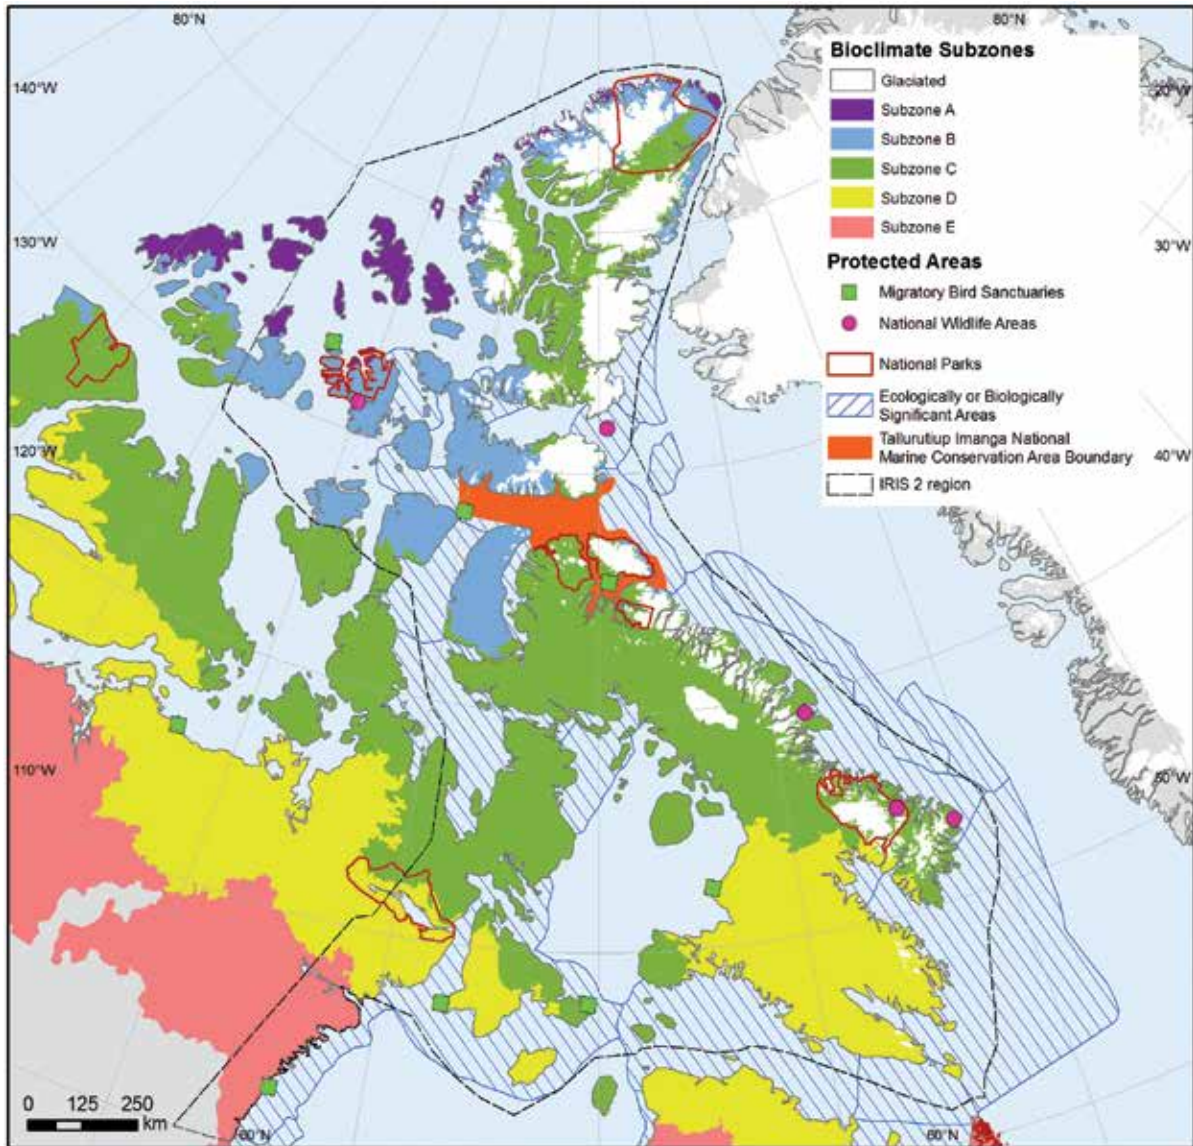 80°N
80°N
140°W
20°W
130°W
30°W
120°W
40°W
110°W
50°W
60°N
60°N
Bioclimate Subzones
Glaciated
Subzone A
Subzone B
Subzone C
Subzone D
Subzone E
Protected Areas
Migratory Bird Sanctuaries
National Wildlife Areas
National Parks
Ecologically or Biologically
Significant Areas
Tallurutiup Imanga National
Marine Conservation Area Boundary
IRIS 2 region
0 125 250
km